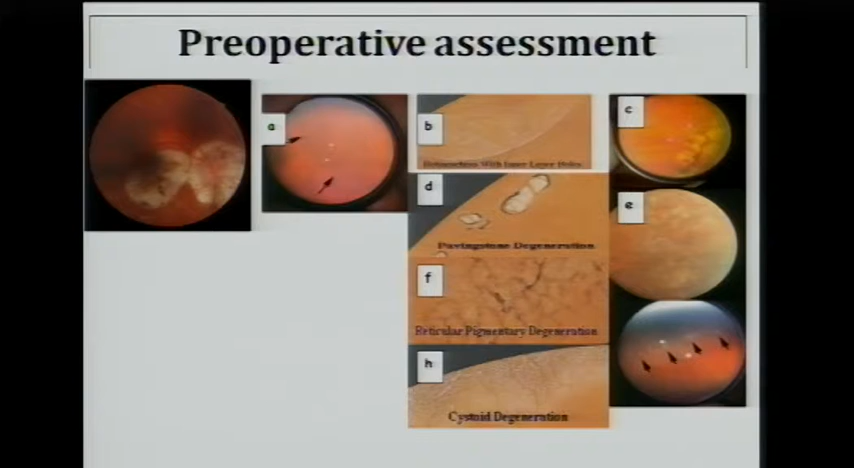 Preoperative assessment
a
b
c
Retinoschisis With Inner Layer Holes
d
Pavingstone Degeneration
e
f
Reticular Pigmentary Degeneration
h
Cystoid Degeneration